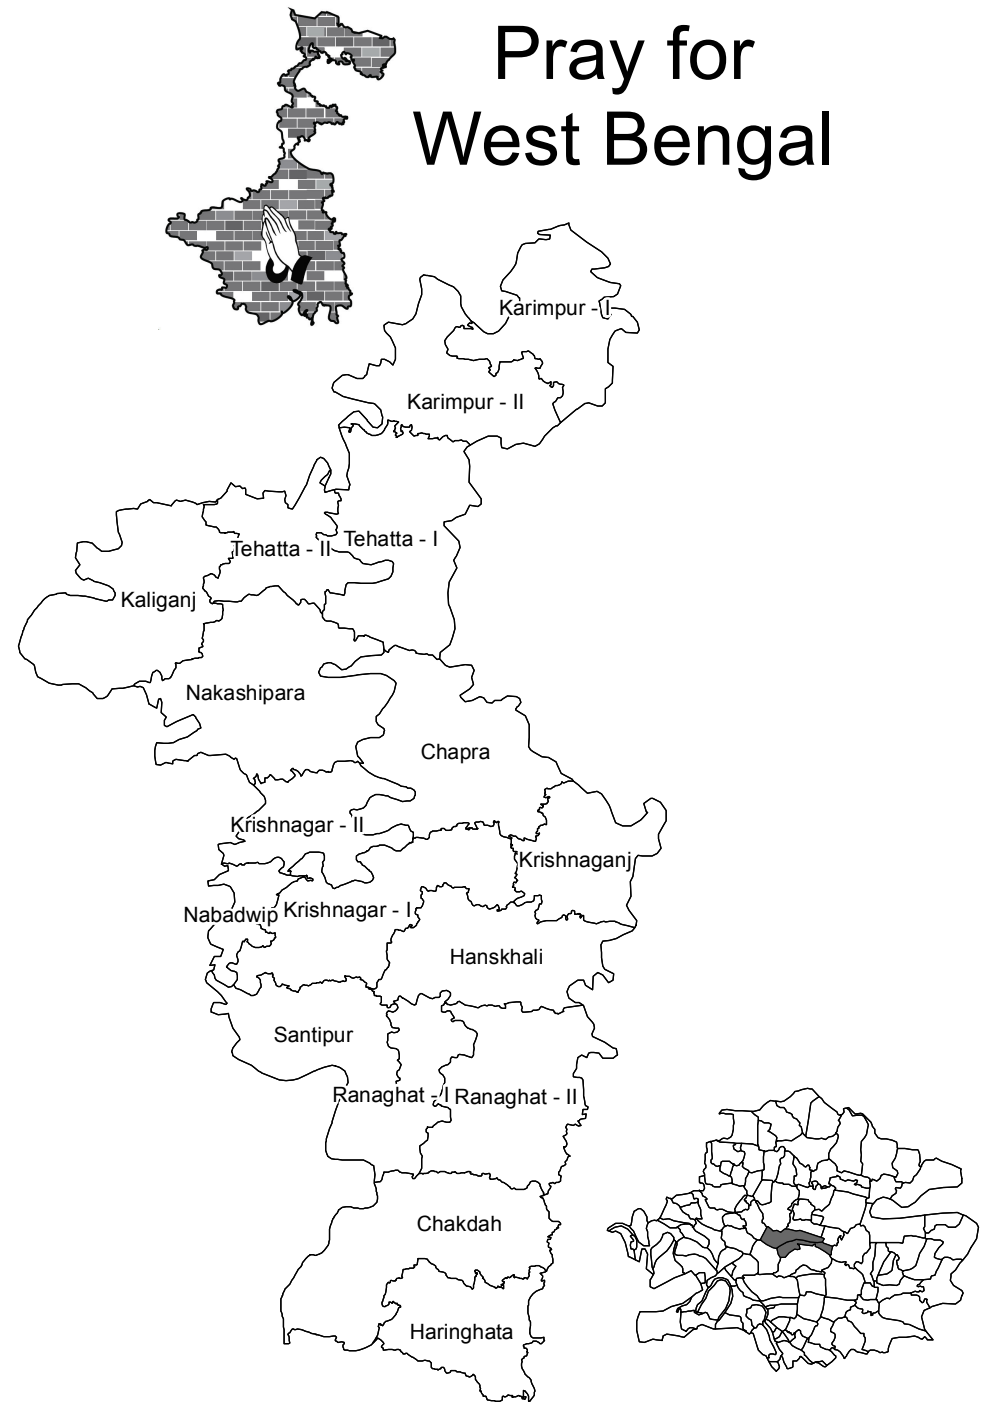 Pray for
West Bengal
Karimpur - I
Karimpur - II
Tehatta - I
Tehatta - II
Kaliganj
Nakashipara
Chapra
Krishnagar - II
Krishnaganj
Nabadwip
Krishnagar - I
Hanskhali
Santipur
Ranaghat - I
Ranaghat - II
Chakdah
Haringhata